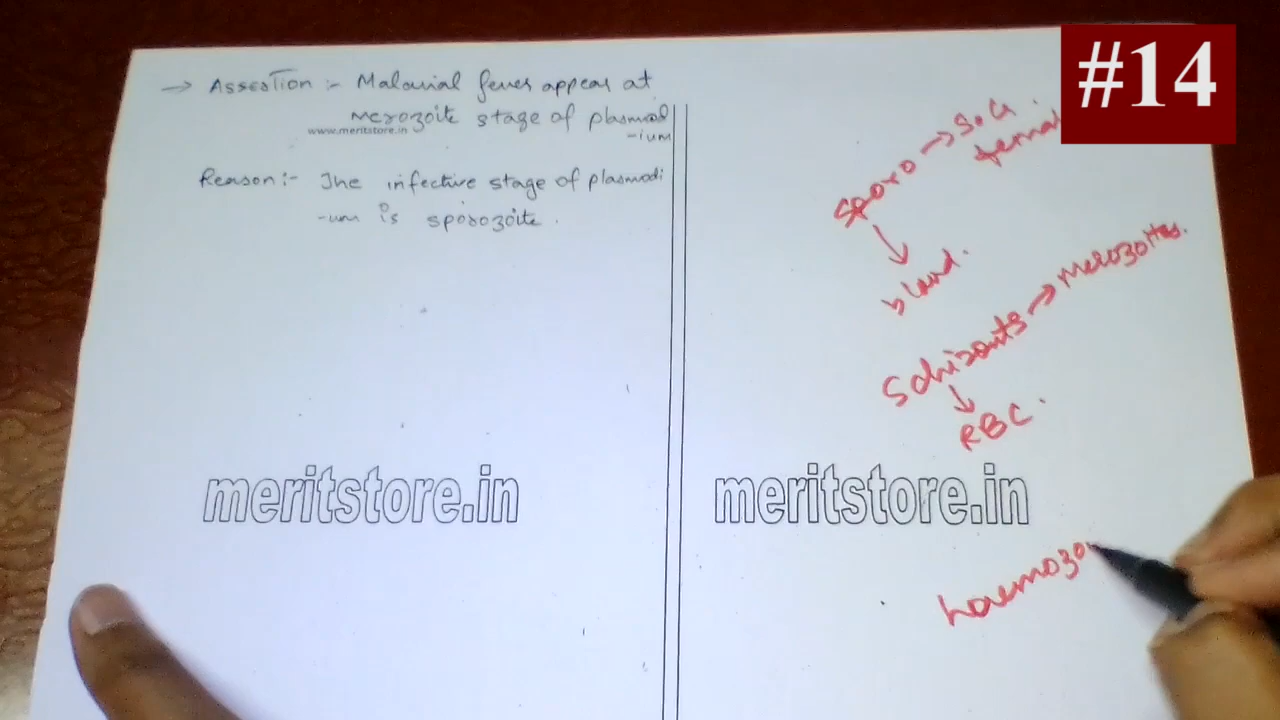 #14
→ Assertion :- Malarial fever appear at
merozoite stage of plasmod
www.meritstore.in
-ium
Reason :- The infective stage of plasmodi
-um is sporozoite.
Sporo → S.G.
female
↓
blood.
Schizonts → Merozoites.
↓
RBC.
meritstore.in
meritstore.in
haemozo